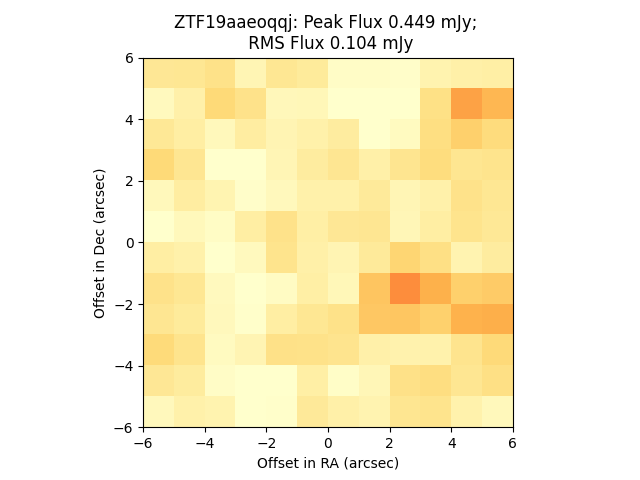 ZTF19aaeoqqj: Peak Flux 0.449 mJy;
RMS Flux 0.104 mJy
6
4
2
0
−2
−4
−6
Offset in Dec (arcsec)
−6 −4 −2 0 2 4 6
Offset in RA (arcsec)